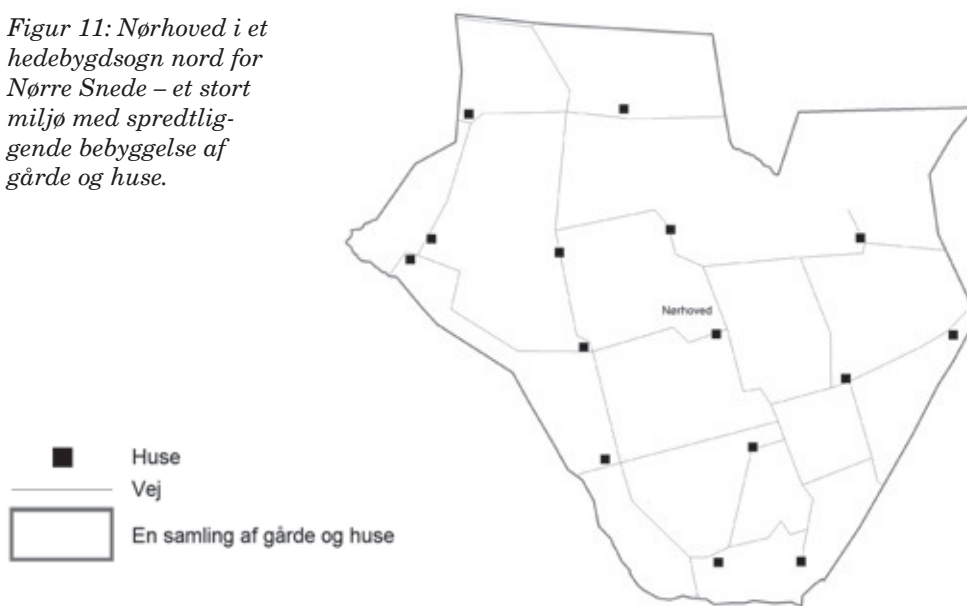 Figur 11: Nørhoved i et
hedebygdsogn nord for
Nørre Snede – et stort
miljø med spredtlig-
gende bebyggelse af
gårde og huse.
Nørhoved
Huse
Vej
En samling af gårde og huse